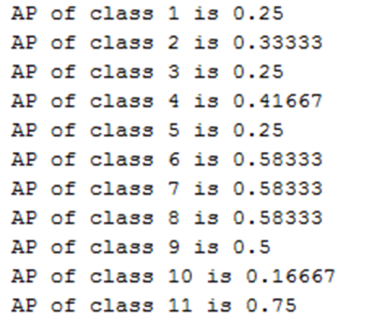 AP of class 1 is 0.25
AP of class 2 is 0.33333
AP of class 3 is 0.25
AP of class 4 is 0.41667
AP of class 5 is 0.25
AP of class 6 is 0.58333
AP of class 7 is 0.58333
AP of class 8 is 0.58333
AP of class 9 is 0.5
AP of class 10 is 0.16667
AP of class 11 is 0.75